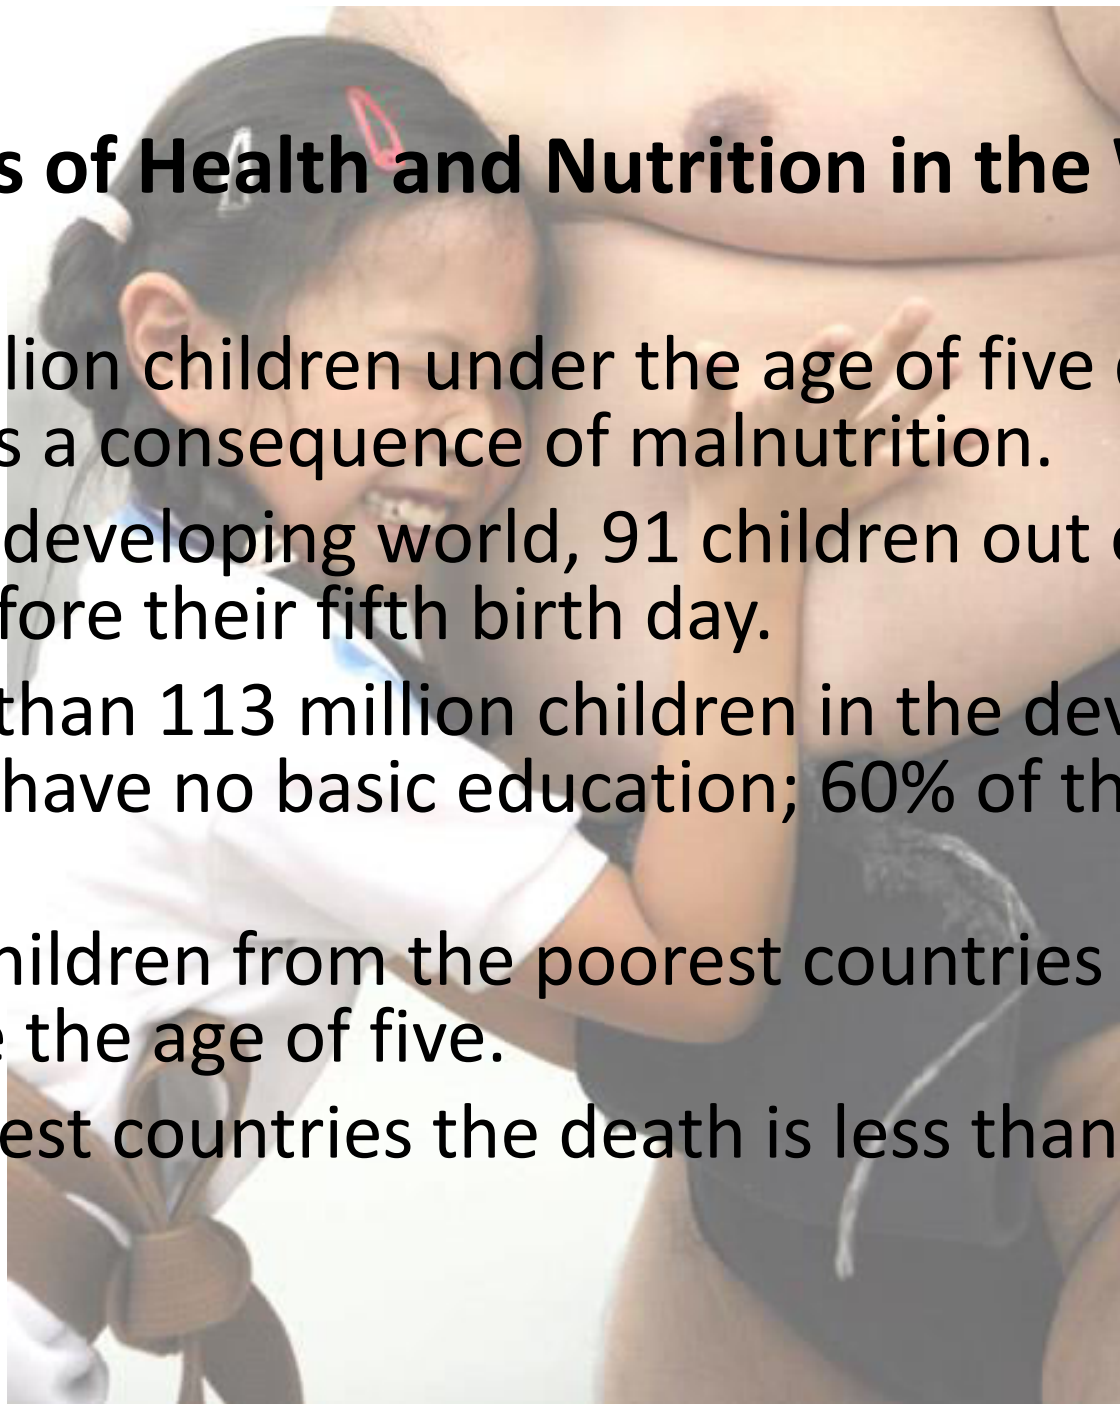 s of Health and Nutrition in the
lion children under the age of five
s a consequence of malnutrition.
developing world, 91 children out
fore their fifth birth day.
than 113 million children in the dev
have no basic education; 60% of th
hildren from the poorest countries
e the age of five.
est countries the death is less than